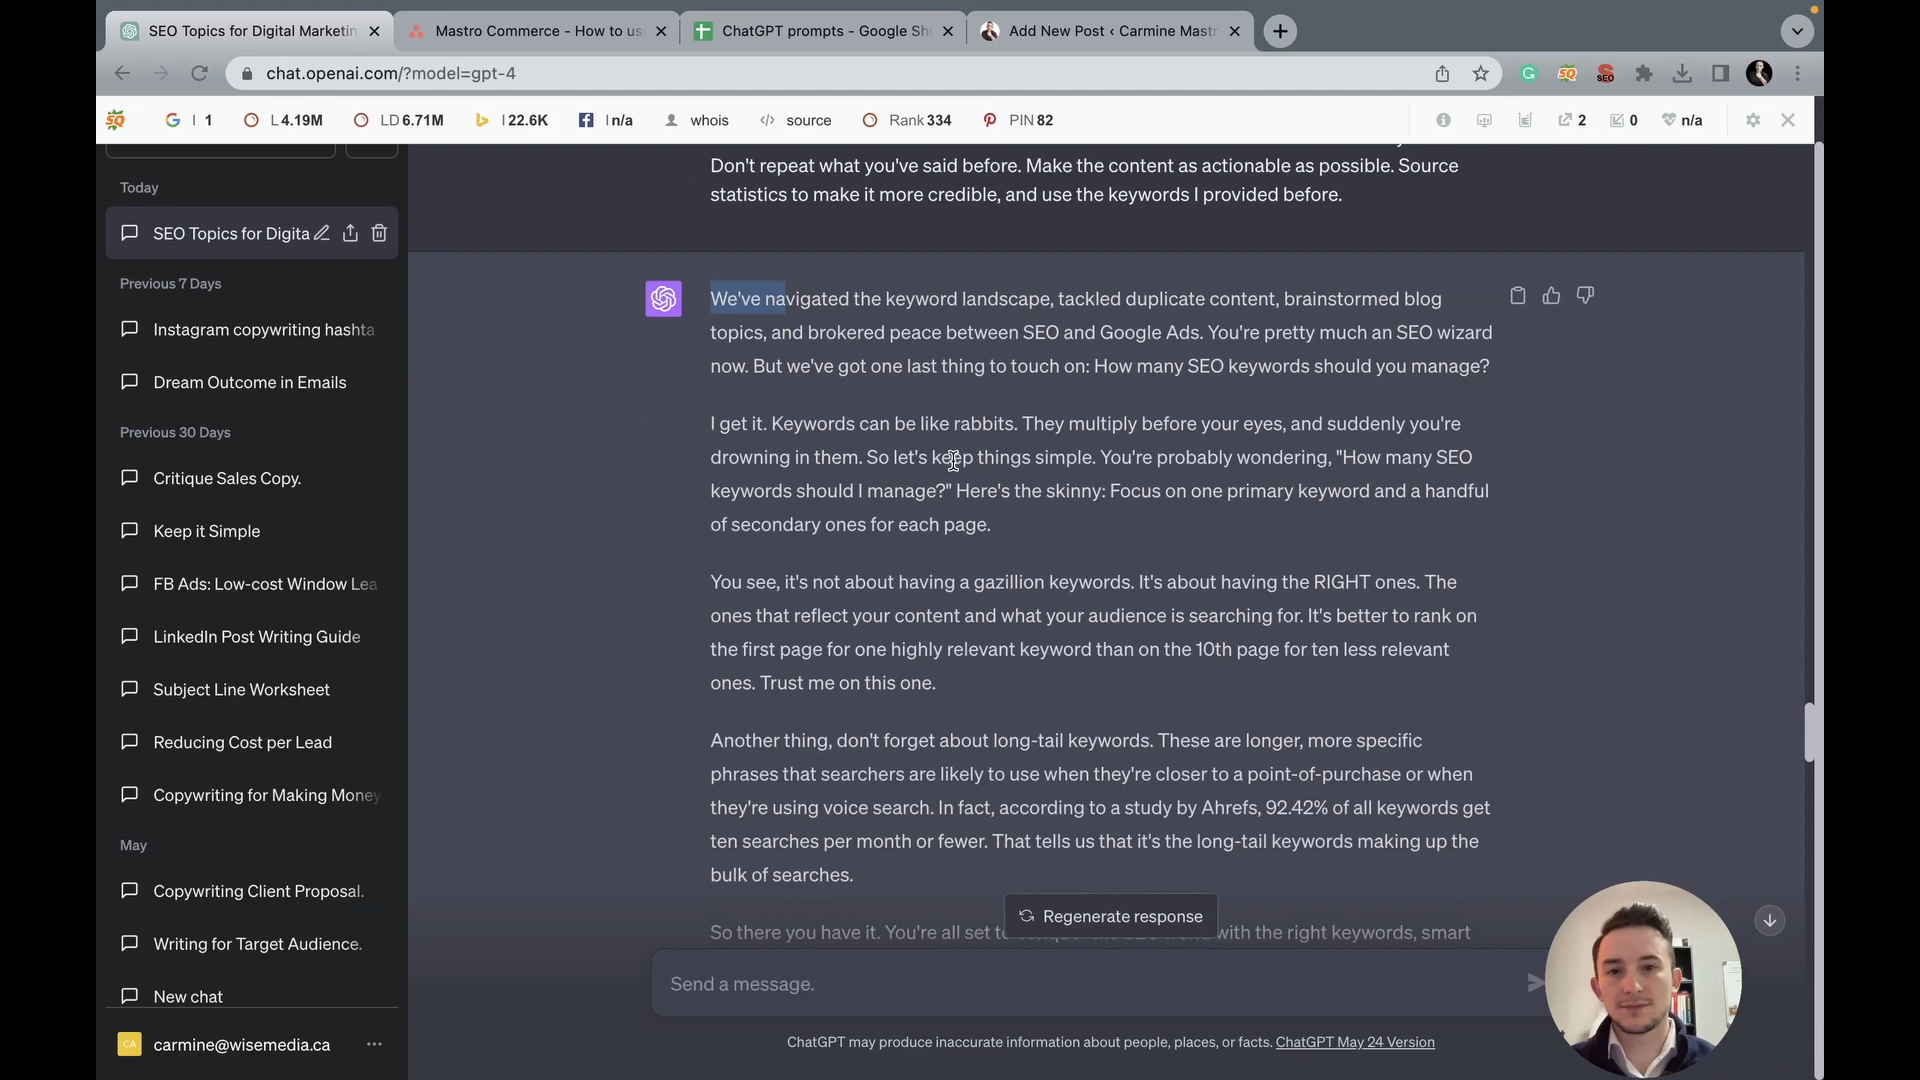 SEO Topics for Digital Marketin
Mastro Commerce - How to us
ChatGPT prompts - Google Sh
Add New Post ‹ Carmine Mastr
chat.openai.com/?model=gpt-4
SQ
I 1
L 4.19M
LD 6.71M
I 22.6K
I n/a
whois
source
Rank 334
PIN 82
2
0
n/a
Today
SEO Topics for Digita
Previous 7 Days
Instagram copywriting hashta
Dream Outcome in Emails
Previous 30 Days
Critique Sales Copy.
Keep it Simple
FB Ads: Low-cost Window Lea
LinkedIn Post Writing Guide
Subject Line Worksheet
Reducing Cost per Lead
Copywriting for Making Money
May
Copywriting Client Proposal.
Writing for Target Audience.
New chat
CA
carmine@wisemedia.ca
Don't repeat what you've said before. Make the content as actionable as possible. Source
statistics to make it more credible, and use the keywords I provided before.
We've navigated the keyword landscape, tackled duplicate content, brainstormed blog
topics, and brokered peace between SEO and Google Ads. You're pretty much an SEO wizard
now. But we've got one last thing to touch on: How many SEO keywords should you manage?
I get it. Keywords can be like rabbits. They multiply before your eyes, and suddenly you're
drowning in them. So let's keep things simple. You're probably wondering, "How many SEO
keywords should I manage?" Here's the skinny: Focus on one primary keyword and a handful
of secondary ones for each page.
You see, it's not about having a gazillion keywords. It's about having the RIGHT ones. The
ones that reflect your content and what your audience is searching for. It's better to rank on
the first page for one highly relevant keyword than on the 10th page for ten less relevant
ones. Trust me on this one.
Another thing, don't forget about long-tail keywords. These are longer, more specific
phrases that searchers are likely to use when they're closer to a point-of-purchase or when
they're using voice search. In fact, according to a study by Ahrefs, 92.42% of all keywords get
ten searches per month or fewer. That tells us that it's the long-tail keywords making up the
bulk of searches.
So there you have it. You're all set with the right keywords, smart
Regenerate response
Send a message.
ChatGPT may produce inaccurate information about people, places, or facts. ChatGPT May 24 Version